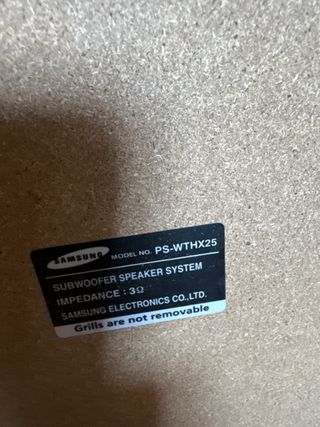 SAMSUNG MODEL NO. PS-WTHX25
SUBWOOFER SPEAKER SYSTEM
IMPEDANCE : 3Ω
SAMSUNG ELECTRONICS CO.,LTD.
Grills are not removable